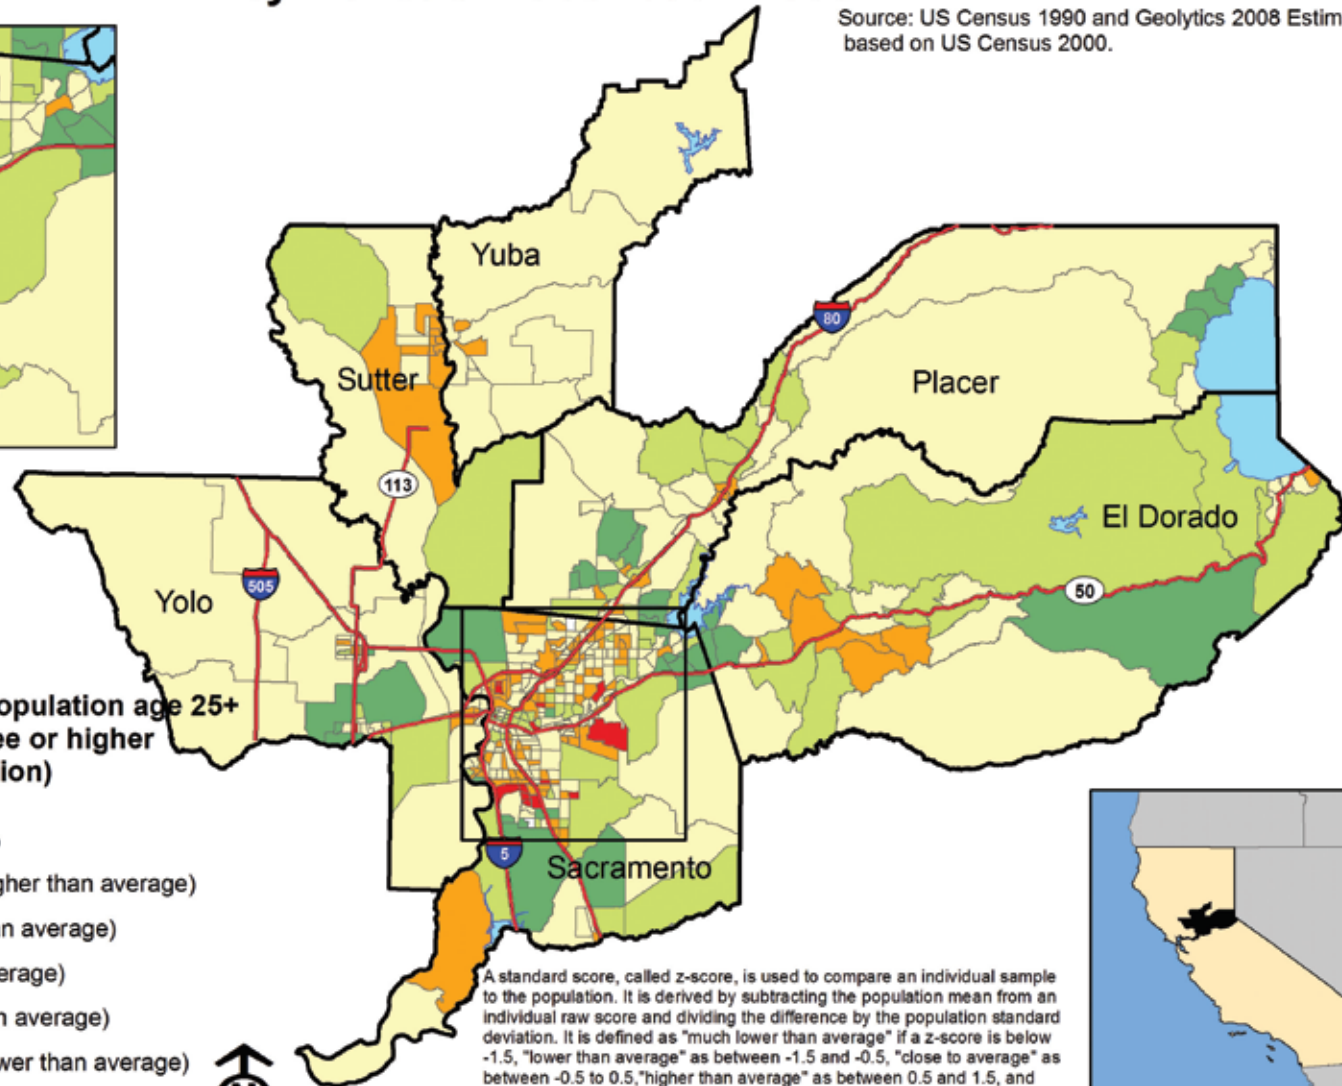 Source: US Census 1990 and Geolytics 2008 Estim
based on US Census 2000.
Yuba
80
Sutter
Placer
113
El Dorado
505
Yolo
50
opulation age 25+
ee or higher
ion)
)
gher than average)
n average)
erage)
n average)
wer than average)
5
Sacramento
A standard score, called z-score, is used to compare an individual sample
to the population. It is derived by subtracting the population mean from an
individual raw score and dividing the difference by the population standard
deviation. It is defined as "much lower than average" if a z-score is below
-1.5, "lower than average" as between -1.5 and -0.5, "close to average" as
between -0.5 to 0.5,"higher than average" as between 0.5 and 1.5, and